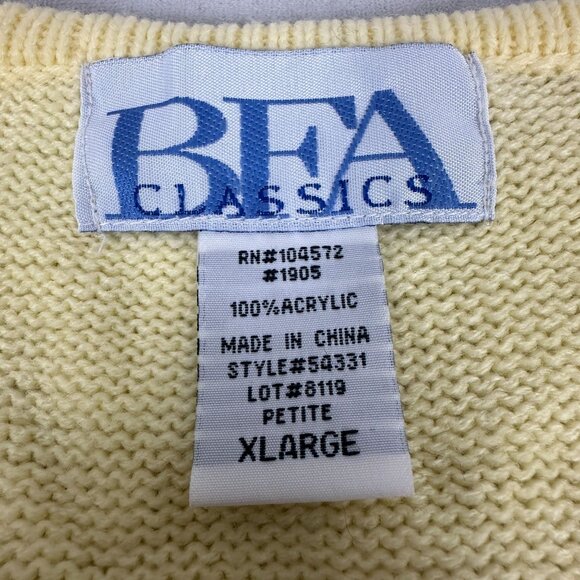 BFA
CLASSICS
RN#104572
#1905
100%ACRYLIC
MADE IN CHINA
STYLE#54331
LOT#8119
PETITE
XLARGE